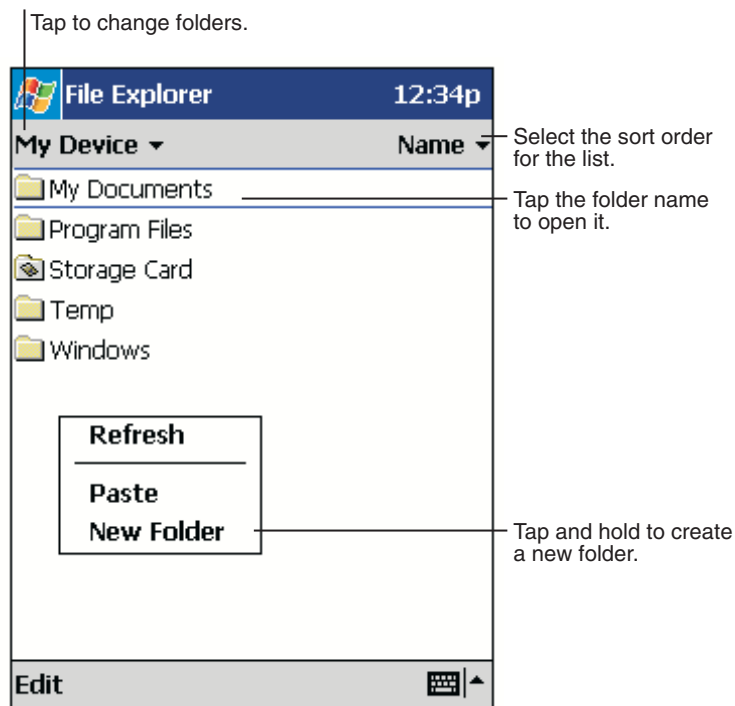 Tap to change folders.
File Explorer 12:34p
My Device Name
Select the sort order
for the list.
My Documents
Tap the folder name
to open it.
Program Files
Storage Card
Temp
Windows
Refresh
Paste
New Folder
Tap and hold to create
a new folder.
Edit